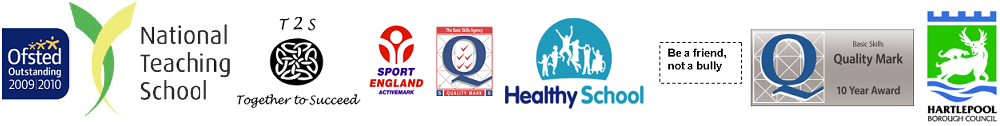 Ofsted
Outstanding
2009|2010
National
Teaching
School
T2S
Together to Succeed
SPORT
ENGLAND
ACTIVEMARK
The Basic Skills Agency
Q
S QUALITY MARK S
Healthy School
Be a friend,
not a bully
Q
Basic Skills
Quality Mark
10 Year Award
HARTLEPOOL
BOROUGH COUNCIL